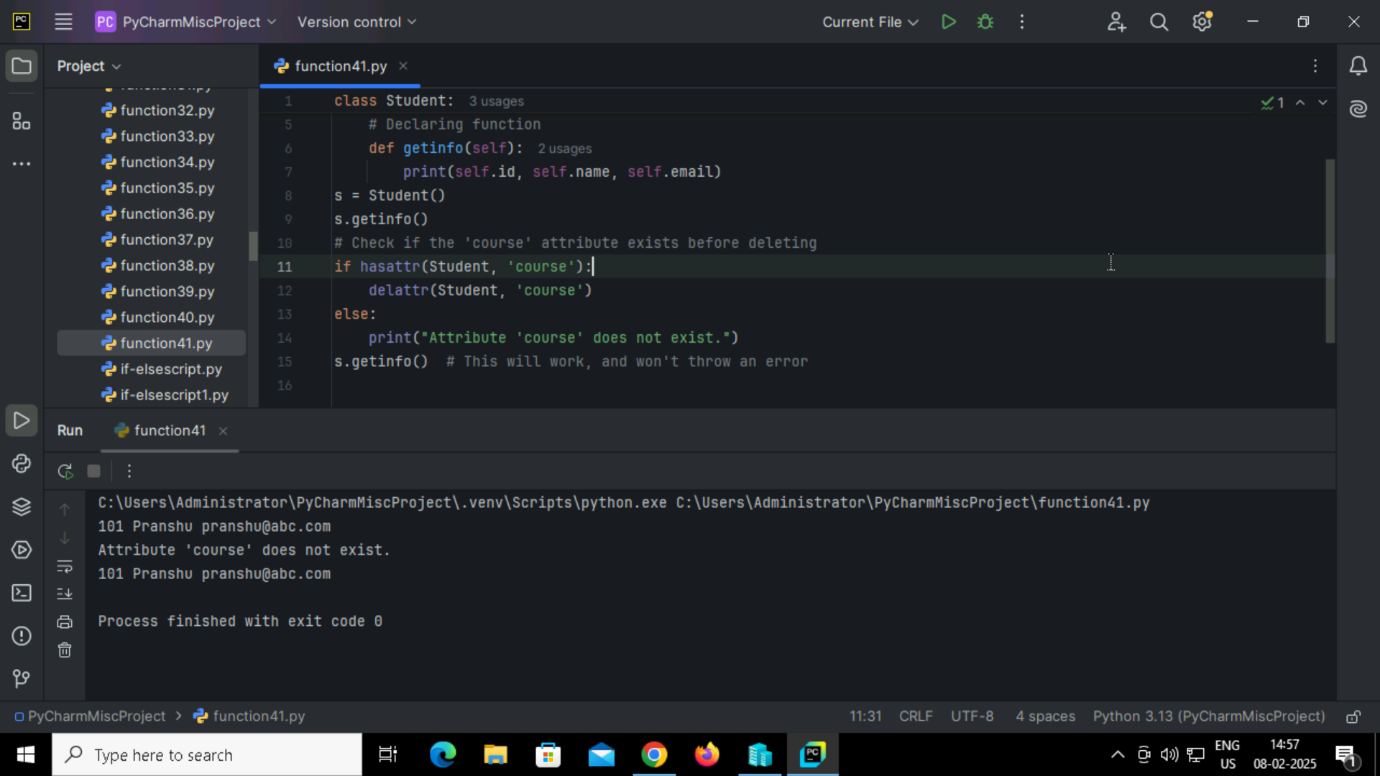 PC PyCharmMiscProject Version control Current File
Project function41.py
function32.py
function33.py
function34.py
function35.py
function36.py
function37.py
function38.py
function39.py
function40.py
function41.py
if-elsescript.py
if-elsescript1.py
1 class Student: 3 usages 1
5 # Declaring function
6 def getinfo(self): 2 usages
7 print(self.id, self.name, self.email)
8 s = Student()
9 s.getinfo()
10 # Check if the 'course' attribute exists before deleting
11 if hasattr(Student, 'course'):
12 delattr(Student, 'course')
13 else:
14 print("Attribute 'course' does not exist.")
15 s.getinfo() # This will work, and won't throw an error
16
Run function41
C:\Users\Administrator\PyCharmMiscProject\.venv\Scripts\python.exe C:\Users\Administrator\PyCharmMiscProject\function41.py
101 Pranshu pranshu@abc.com
Attribute 'course' does not exist.
101 Pranshu pranshu@abc.com
Process finished with exit code 0
PyCharmMiscProject > function41.py 11:31 CRLF UTF-8 4 spaces Python 3.13 (PyCharmMiscProject)
Type here to search PC ENG US 14:57 08-02-2025 1